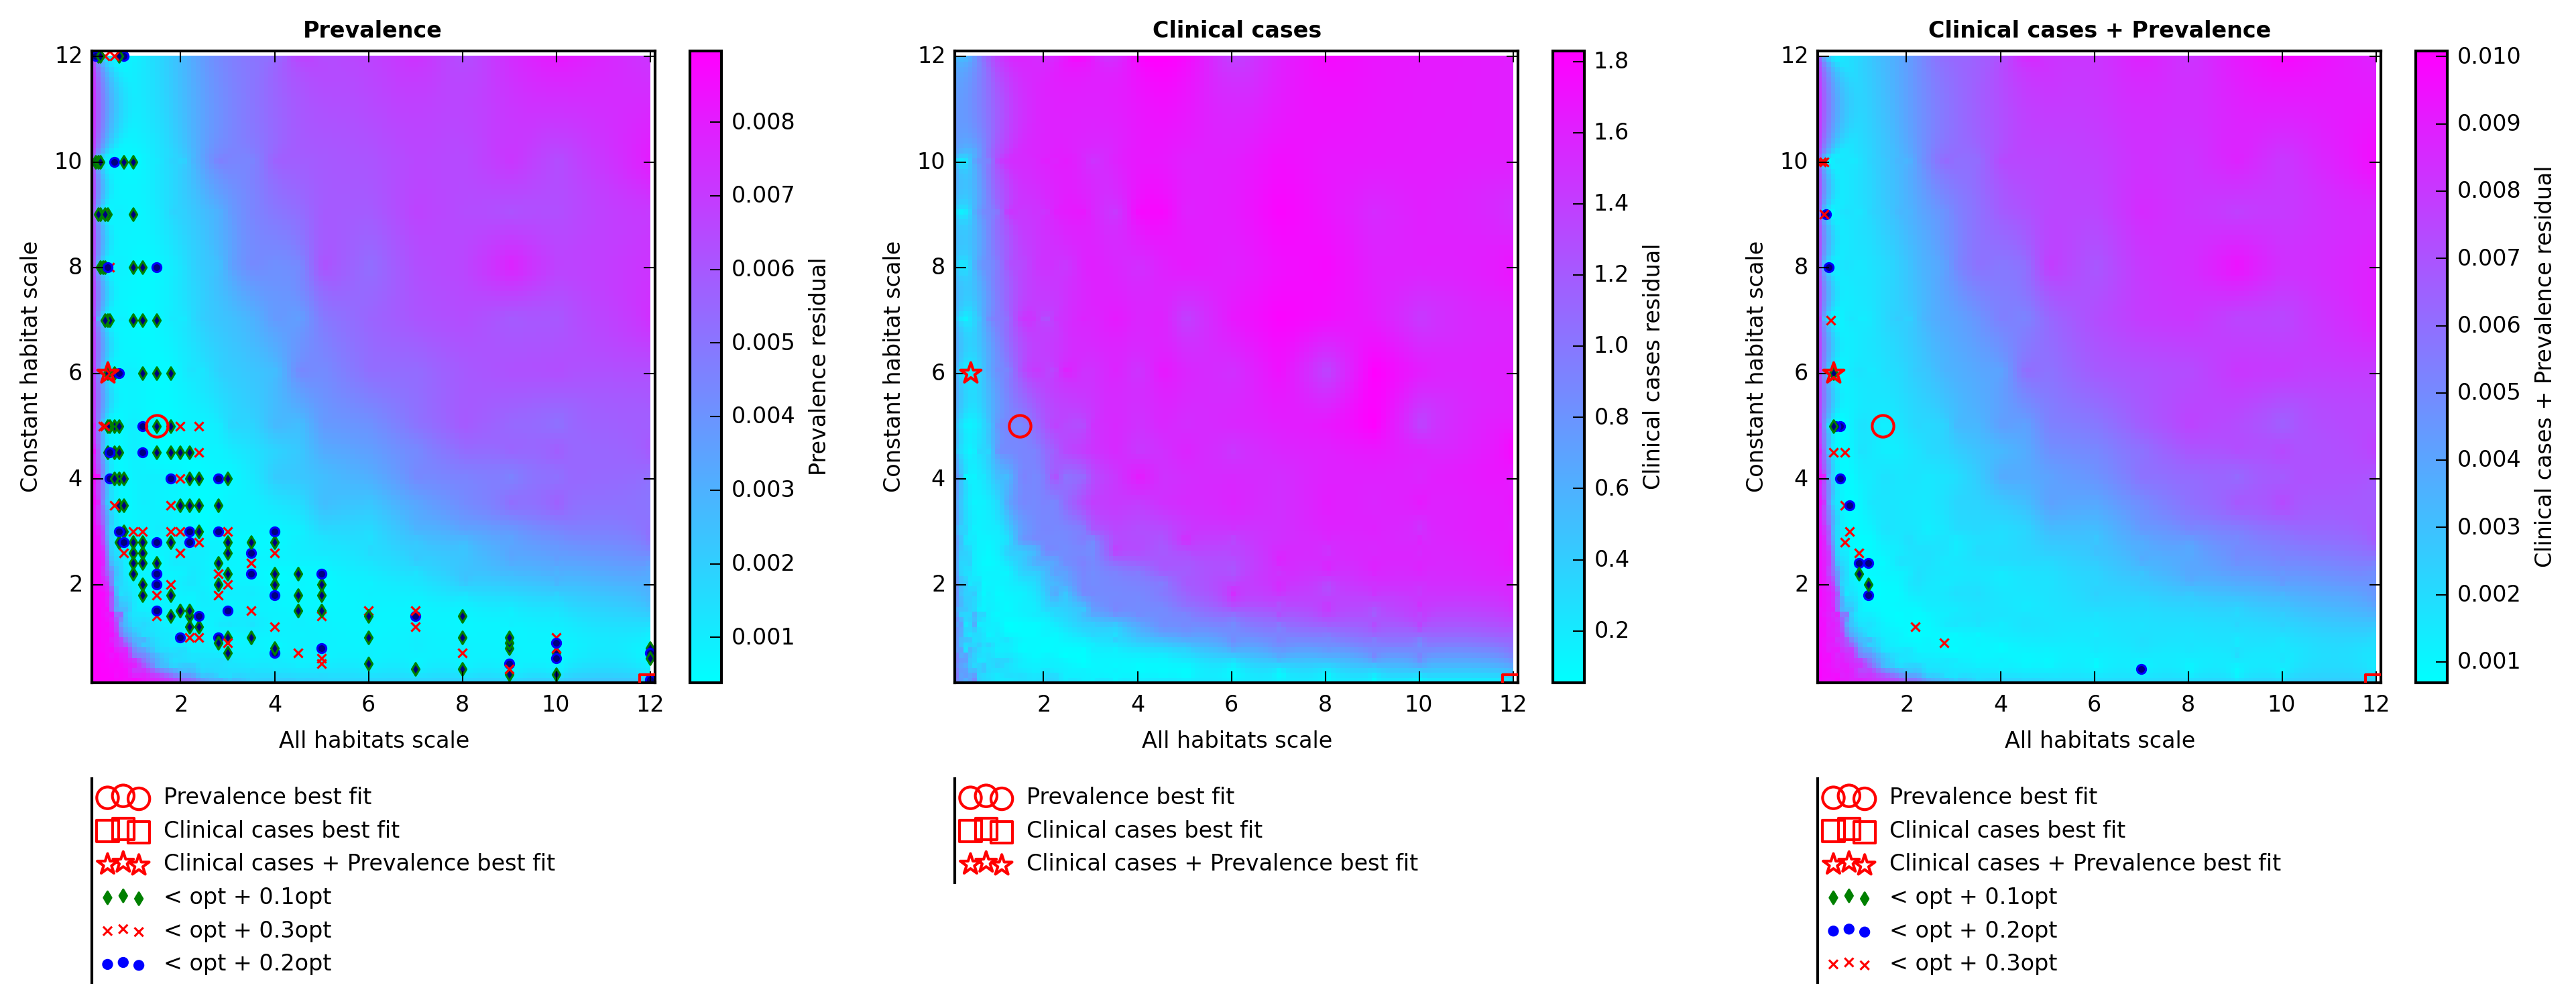 Prevalence
12
10
8
6
4
2
2 4 6 8 10 12
Constant habitat scale
All habitats scale
0.008
0.007
0.006
0.005
0.004
0.003
0.002
0.001
Prevalence residual
Prevalence best fit
Clinical cases best fit
Clinical cases + Prevalence best fit
< opt + 0.1opt
< opt + 0.3opt
< opt + 0.2opt
Clinical cases
12
10
8
6
4
2
2 4 6 8 10 12
Constant habitat scale
All habitats scale
1.8
1.6
1.4
1.2
1.0
0.8
0.6
0.4
0.2
Clinical cases residual
Prevalence best fit
Clinical cases best fit
Clinical cases + Prevalence best fit
Clinical cases + Prevalence
12
10
8
6
4
2
2 4 6 8 10 12
Constant habitat scale
All habitats scale
0.010
0.009
0.008
0.007
0.006
0.005
0.004
0.003
0.002
0.001
Clinical cases + Prevalence residual
Prevalence best fit
Clinical cases best fit
Clinical cases + Prevalence best fit
< opt + 0.1opt
< opt + 0.2opt
< opt + 0.3opt